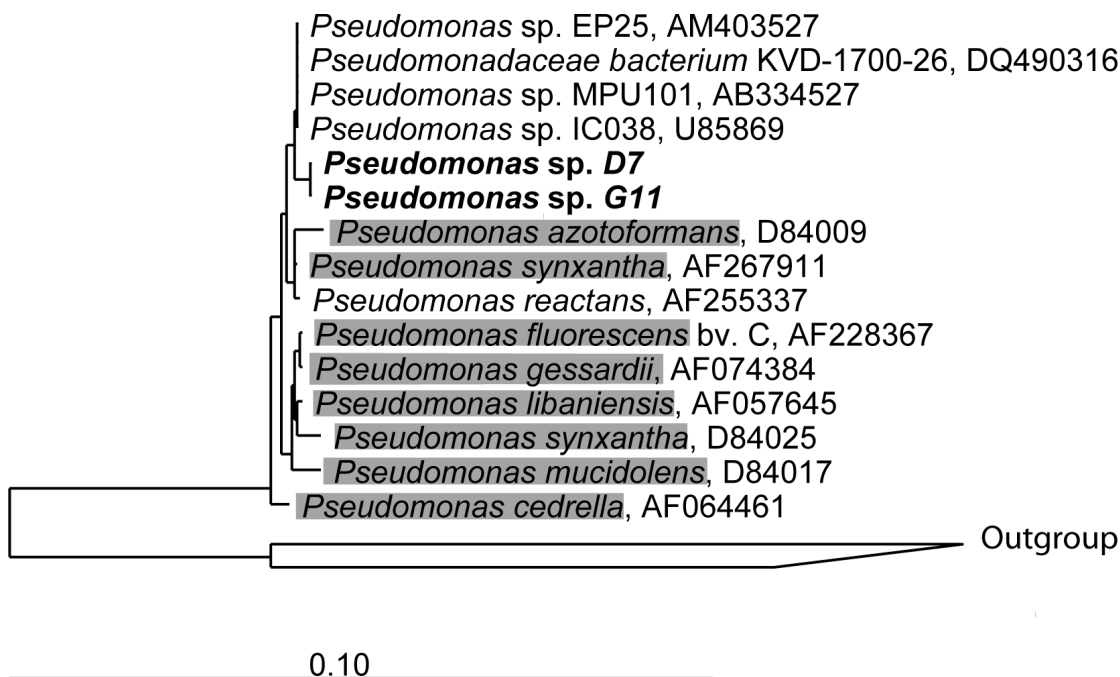 Pseudomonas sp. EP25, AM403527
Pseudomonadaceae bacterium KVD-1700-26, DQ490316
Pseudomonas sp. MPU101, AB334527
Pseudomonas sp. IC038, U85869
Pseudomonas sp. D7
Pseudomonas sp. G11
Pseudomonas azotoformans, D84009
Pseudomonas synxantha, AF267911
Pseudomonas reactans, AF255337
Pseudomonas fluorescens bv. C, AF228367
Pseudomonas gessardii, AF074384
Pseudomonas libaniensis, AF057645
Pseudomonas synxantha, D84025
Pseudomonas mucidolens, D84017
Pseudomonas cedrella, AF064461
Outgroup
0.10